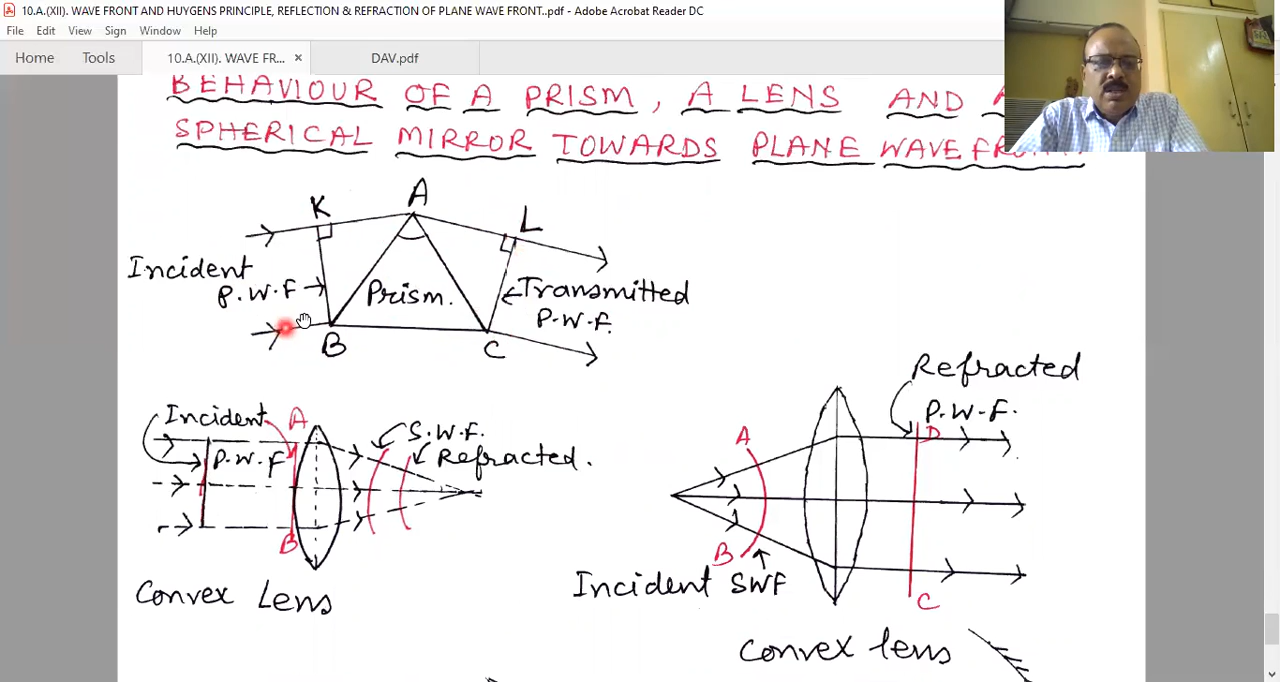 10.A.(XII). WAVE FRONT AND HUYGENS PRINCIPLE, REFLECTION & REFRACTION OF PLANE WAVE FRONT..pdf - Adobe Acrobat Reader DC
File Edit View Sign Window Help
Home Tools 10.A.(XII). WAVE FR... × DAV.pdf
BEHAVIOUR OF A PRISM, A LENS AND A
SPHERICAL MIRROR TOWARDS PLANE WAVE FRONT
K A L
Incident
P.W.F
Prism.
Transmitted
P.W.F.
B C
Incident A
P.W.F
S.W.F.
Refracted.
B
Convex Lens
Refracted
P.W.F.
A D
B
Incident SWF
C
Convex lens